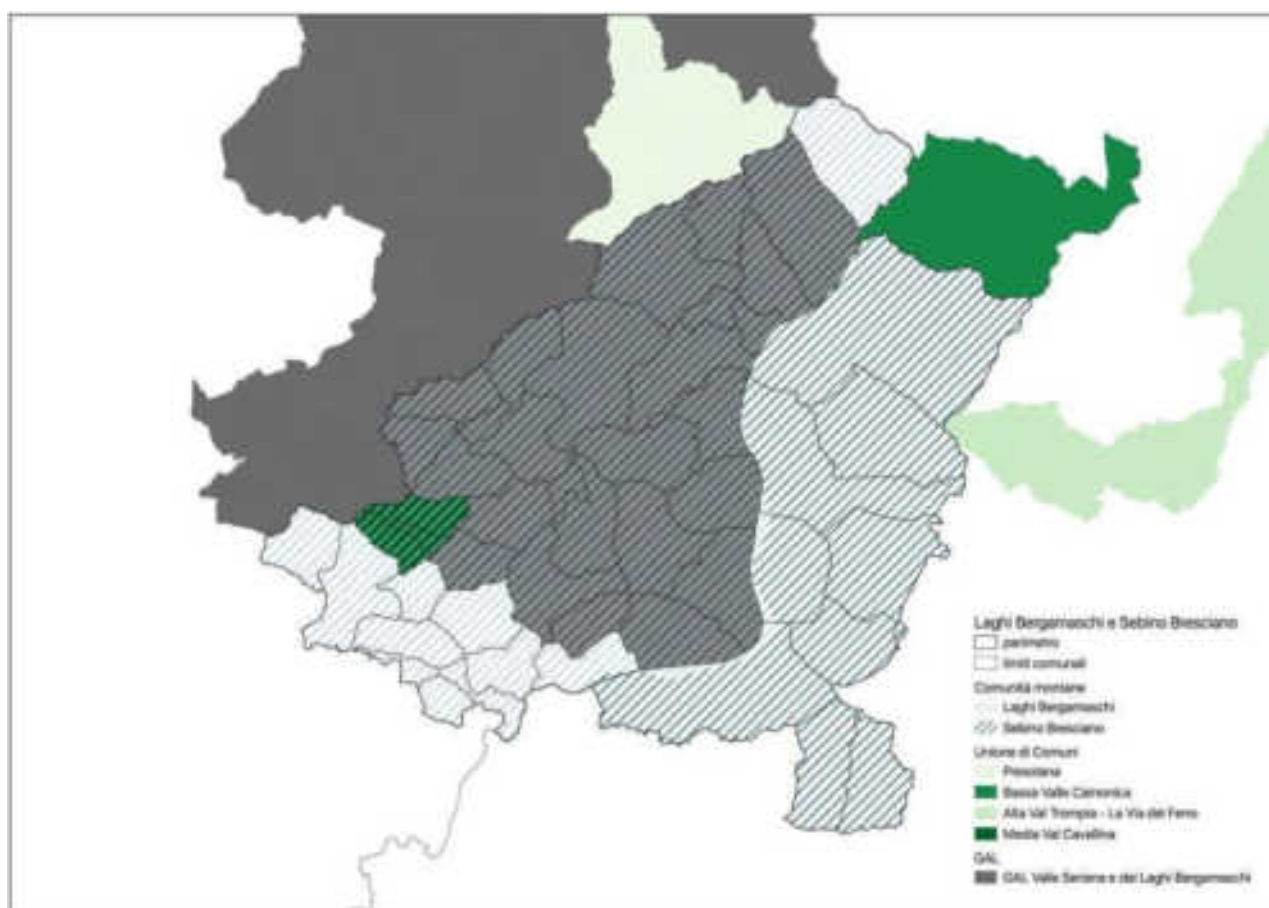 Laghi Bergamaschi e Sebino Bresciano
perimetro
limiti comunali
Comunità montane
Laghi Bergamaschi
Sebino Bresciano
Unione di Comuni
Presolana
Bassa Valle Camonica
Alta Val Trompia - La Via del Ferro
Media Val Cavallina
GAL
GAL Valle Seriana e dei Laghi Bergamaschi